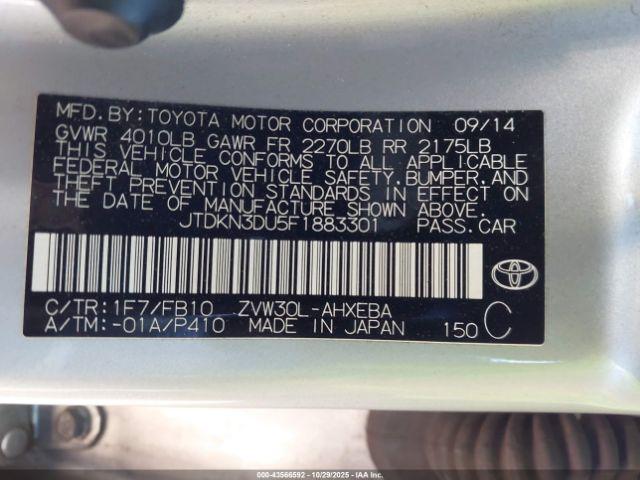 MFD. BY: TOYOTA MOTOR CORPORATION 09/14
GVWR 4010LB GAWR FR 2270LB RR 2175LB
THIS VEHICLE CONFORMS TO ALL APPLICABLE
FEDERAL MOTOR VEHICLE SAFETY, BUMPER, AND
THEFT PREVENTION STANDARDS IN EFFECT ON
THE DATE OF MANUFACTURE SHOWN ABOVE.
JTDKN3DU5F1883301 PASS. CAR
C/TR: 1F7/FB10 ZVW30L-AHXEBA
A/TM: -01A/P410 MADE IN JAPAN 150 C
000-43566592 | 10/29/2025 | IAAI.COM